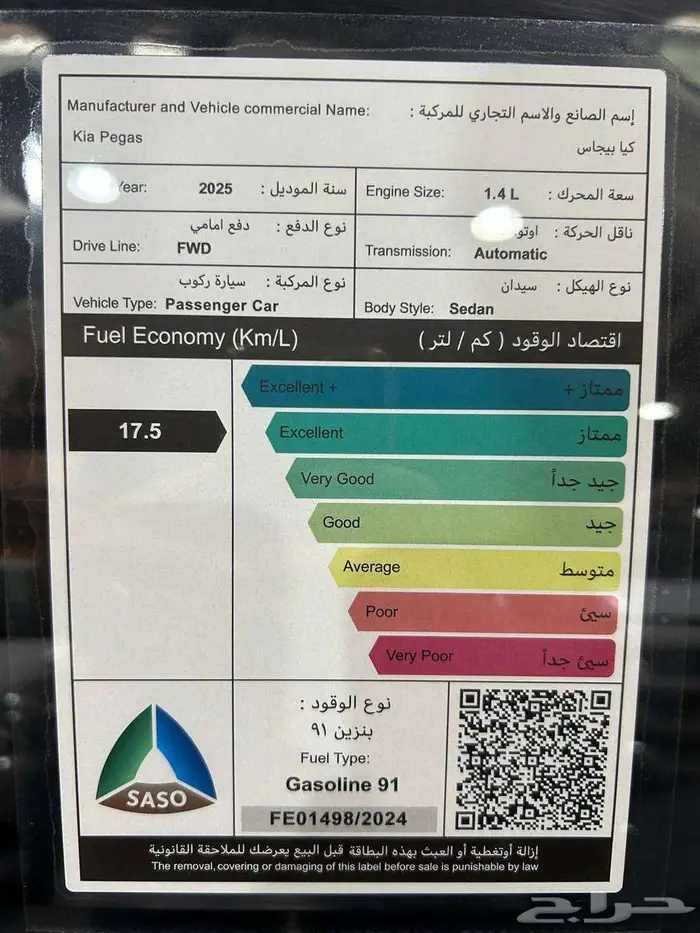 Manufacturer and Vehicle commercial Name: إسم الصانع والاسم التجاري للمركبة :
Kia Pegas كيا بيجاس
Year: 2025 سنة الموديل :
Engine Size: 1.4 L سعة المحرك :
نوع الدفع : دفع امامي
Drive Line: FWD
ناقل الحركة :
Transmission: Automatic
نوع المركبة : سيارة ركوب
Vehicle Type: Passenger Car
نوع الهيكل : سيدان
Body Style: Sedan
Fuel Economy (Km/L) اقتصاد الوقود ( كم / لتر )
Excellent + ممتاز +
17.5
Excellent ممتاز
Very Good جيد جداً
Good جيد
Average متوسط
Poor سيئ
Very Poor سيئ جداً
نوع الوقود :
بنزين ٩١
Fuel Type:
Gasoline 91
FE01498/2024
SASO
إزالة أوتغطية أو العبث بهذه البطاقة قبل البيع يعرضك للملاحقة القانونية
The removal, covering or damaging of this label before sale is punishable by law
حراج